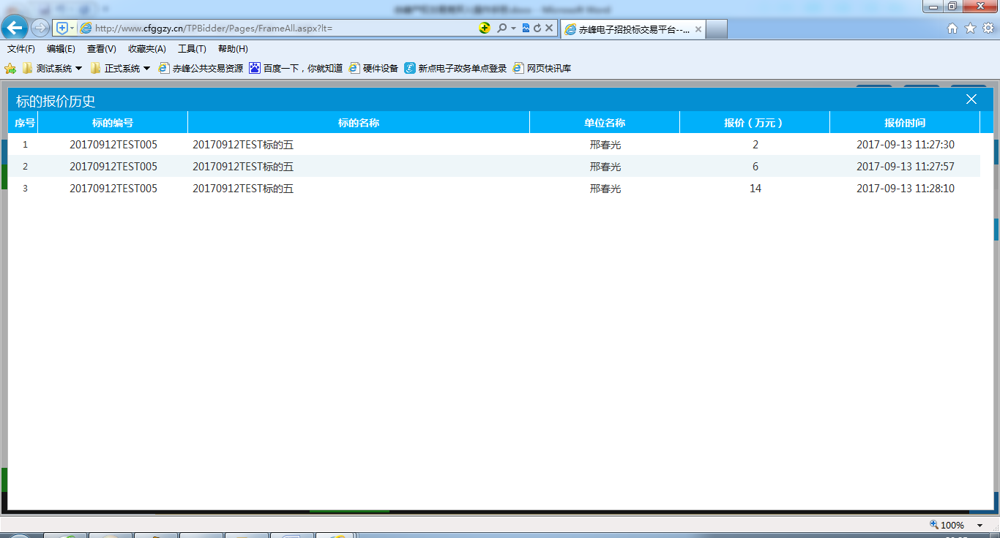 http://www.cfggzy.cn/TPBidder/Pages/FrameAll.aspx?lt=
赤峰电子招投标交易平台--...
文件(F) 编辑(E) 查看(V) 收藏夹(A) 工具(T) 帮助(H)
测试系统 正式系统 赤峰公共交易资源 百度一下，你就知道 硬件设备 新点电子政务单点登录 网页快讯库
标的报价历史
序号 标的编号 标的名称 单位名称 报价（万元） 报价时间
1 20170912TEST005 20170912TEST标的五 邢春光 2 2017-09-13 11:27:30
2 20170912TEST005 20170912TEST标的五 邢春光 6 2017-09-13 11:27:57
3 20170912TEST005 20170912TEST标的五 邢春光 14 2017-09-13 11:28:10
100%